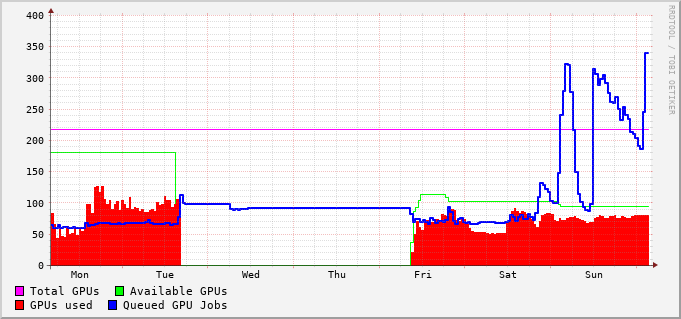 400
350
300
250
200
150
100
50
0
Mon Tue Wed Thu Fri Sat Sun
Total GPUs Available GPUs
GPUs used Queued GPU Jobs
RRDTOOL / TOBI OETIKER